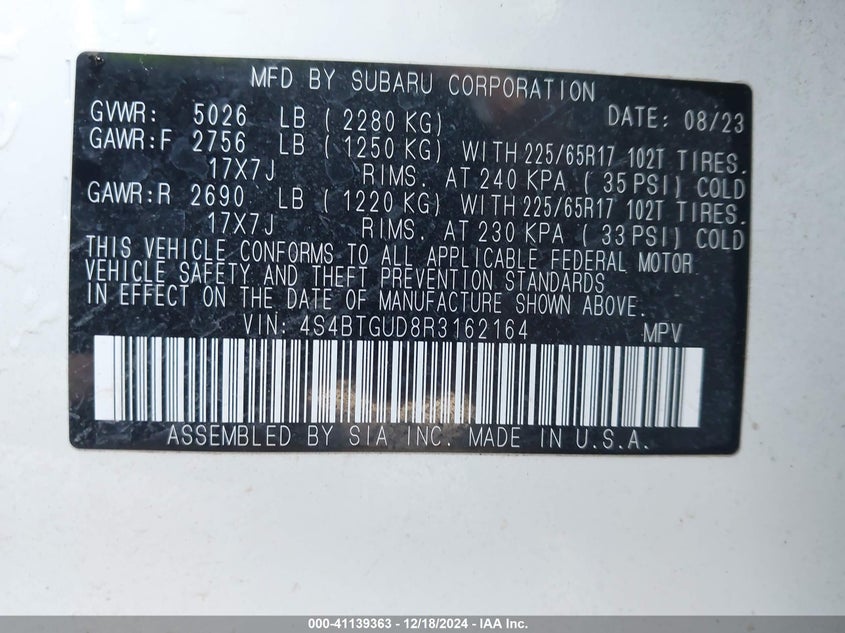 MFD BY SUBARU CORPORATION
GVWR: 5026 LB ( 2280 KG) DATE: 08/23
GAWR:F 2756 LB ( 1250 KG) WITH 225/65R17 102T TIRES.
17X7J RIMS. AT 240 KPA ( 35 PSI) COLD
GAWR:R 2690 LB ( 1220 KG) WITH 225/65R17 102T TIRES.
17X7J RIMS. AT 230 KPA ( 33 PSI) COLD
THIS VEHICLE CONFORMS TO ALL APPLICABLE FEDERAL MOTOR
VEHICLE SAFETY AND THEFT PREVENTION STANDARDS
IN EFFECT ON THE DATE OF MANUFACTURE SHOWN ABOVE.
VIN: 4S4BTGUD8R3162164 MPV
ASSEMBLED BY SIA INC. MADE IN U.S.A.
000-41139363 - 12/18/2024 - IAA Inc.